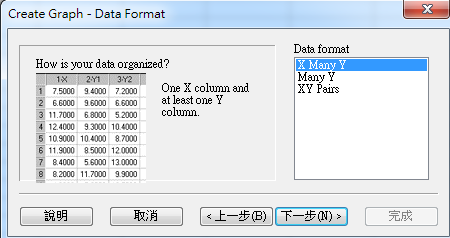 Create Graph - Data Format
How is your data organized?
1-X 2-Y1 3-Y2
1 7.5000 9.4000 7.2000
2 6.6000 9.6000 6.6000
3 11.7000 6.8000 5.2000
4 12.4000 9.3000 10.4000
5 10.9000 10.4000 8.7000
6 11.9000 8.5000 12.0000
7 8.4000 5.6000 13.0000
8 8.2000 11.7000 9.9000
One X column and
at least one Y
column.
Data format
X Many Y
Many Y
XY Pairs
說明
取消
< 上一步(B)
下一步(N) >
完成